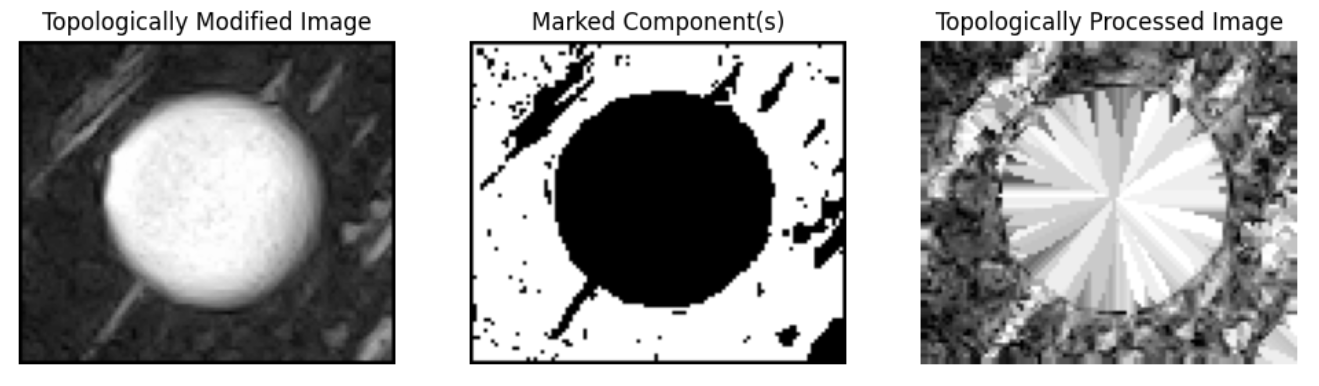 Topologically Modified Image
Marked Component(s)
Topologically Processed Image